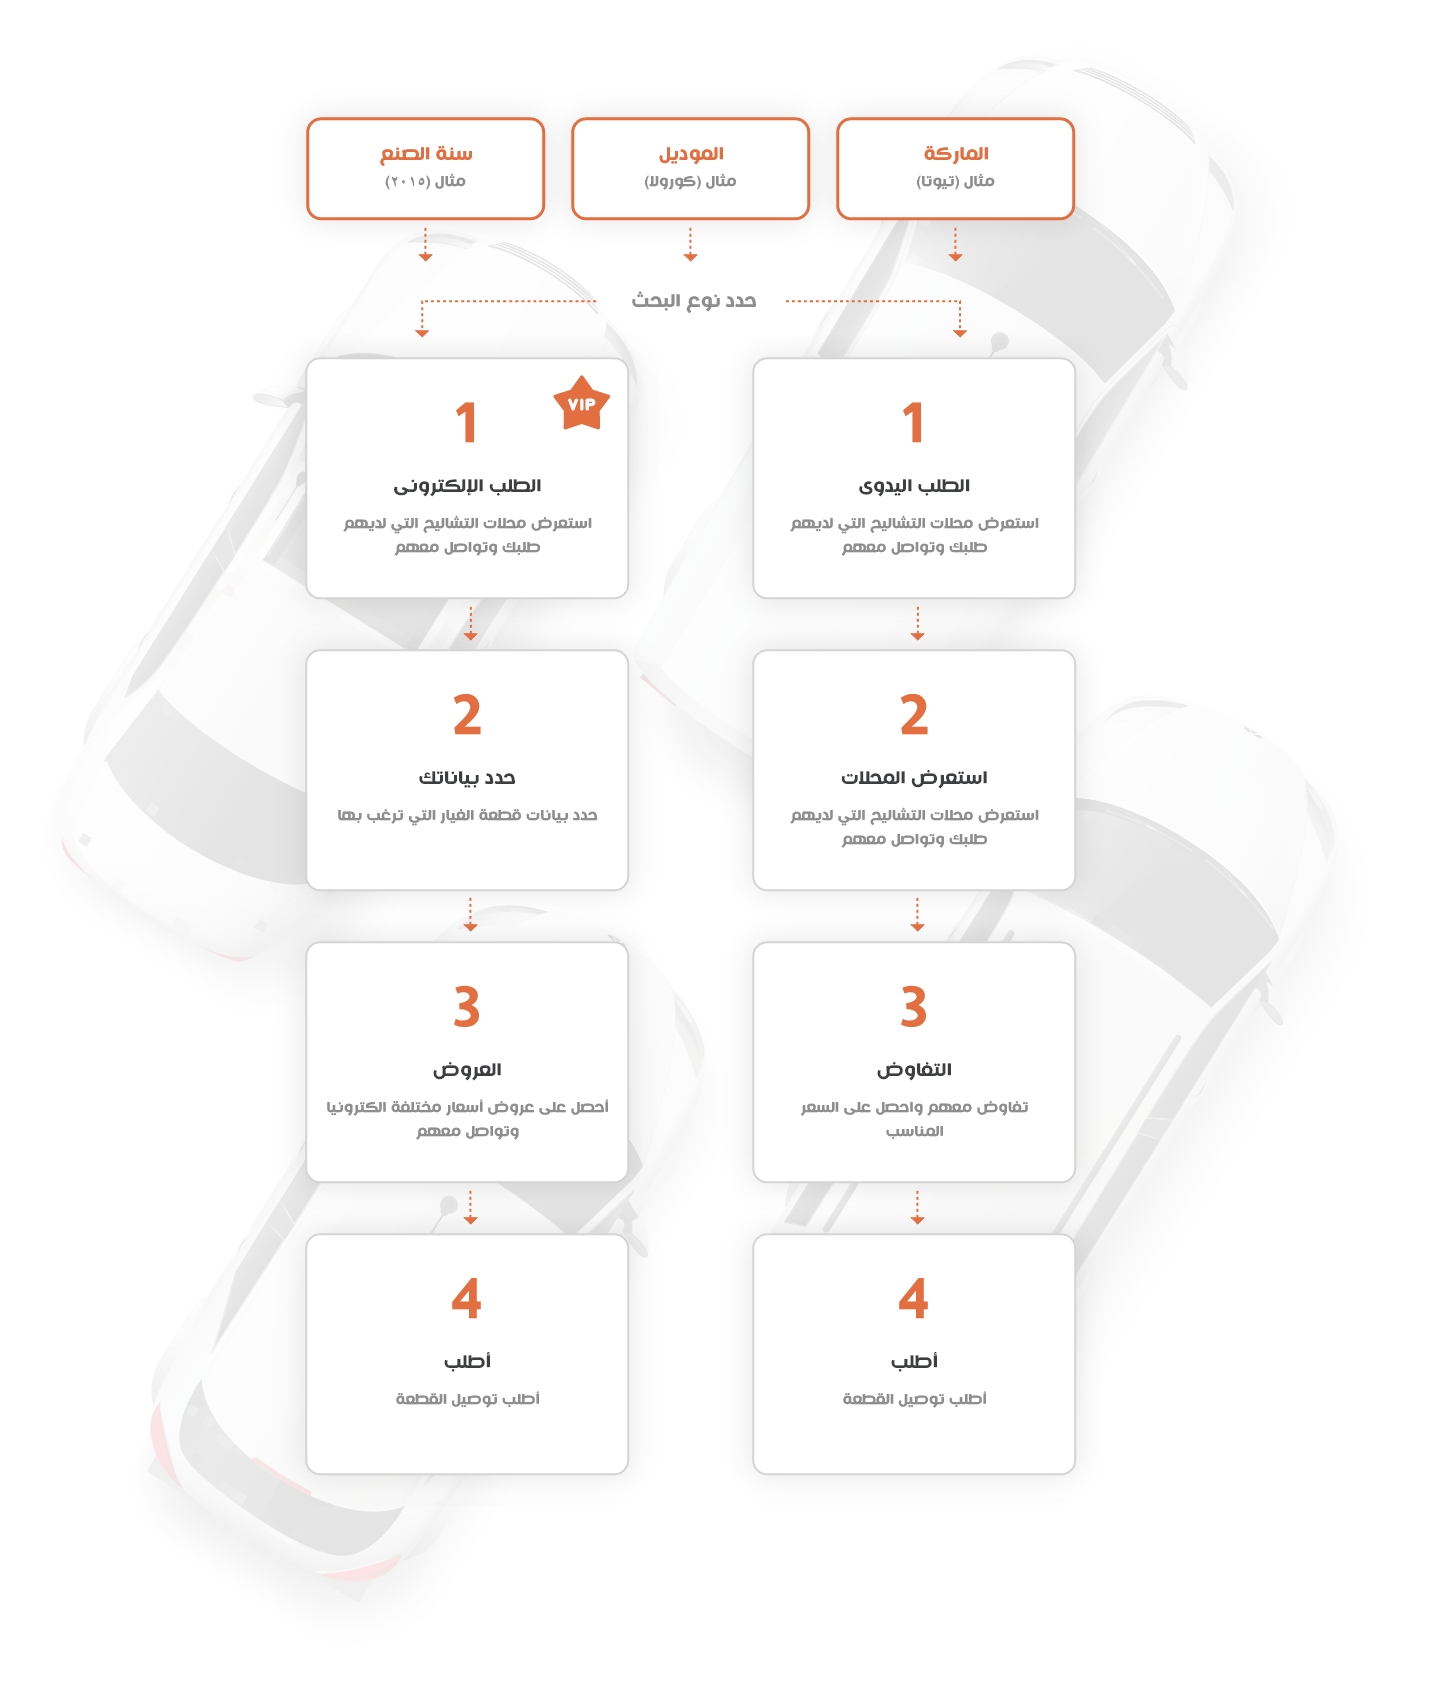 الماركة
مثال (تيوتا)
الموديل
مثال (كورولا)
سنة الصنع
مثال (٢٠١٥)
حدد نوع البحث
1
الطلب اليدوى
استعرض محلات التشاليح التي لديهم
طلبك وتواصل معهم
2
استعرض المحلات
استعرض محلات التشاليح التي لديهم
طلبك وتواصل معهم
3
التفاوض
تفاوض معهم واحصل على السعر
المناسب
4
أطلب
أطلب توصيل القطعة
VIP
1
الطلب الإلكترونى
استعرض محلات التشاليح التي لديهم
طلبك وتواصل معهم
2
حدد بياناتك
حدد بيانات قطعة الغيار التي ترغب بها
3
العروض
أحصل على عروض أسعار مختلفة الكترونيا
وتواصل معهم
4
أطلب
أطلب توصيل القطعة